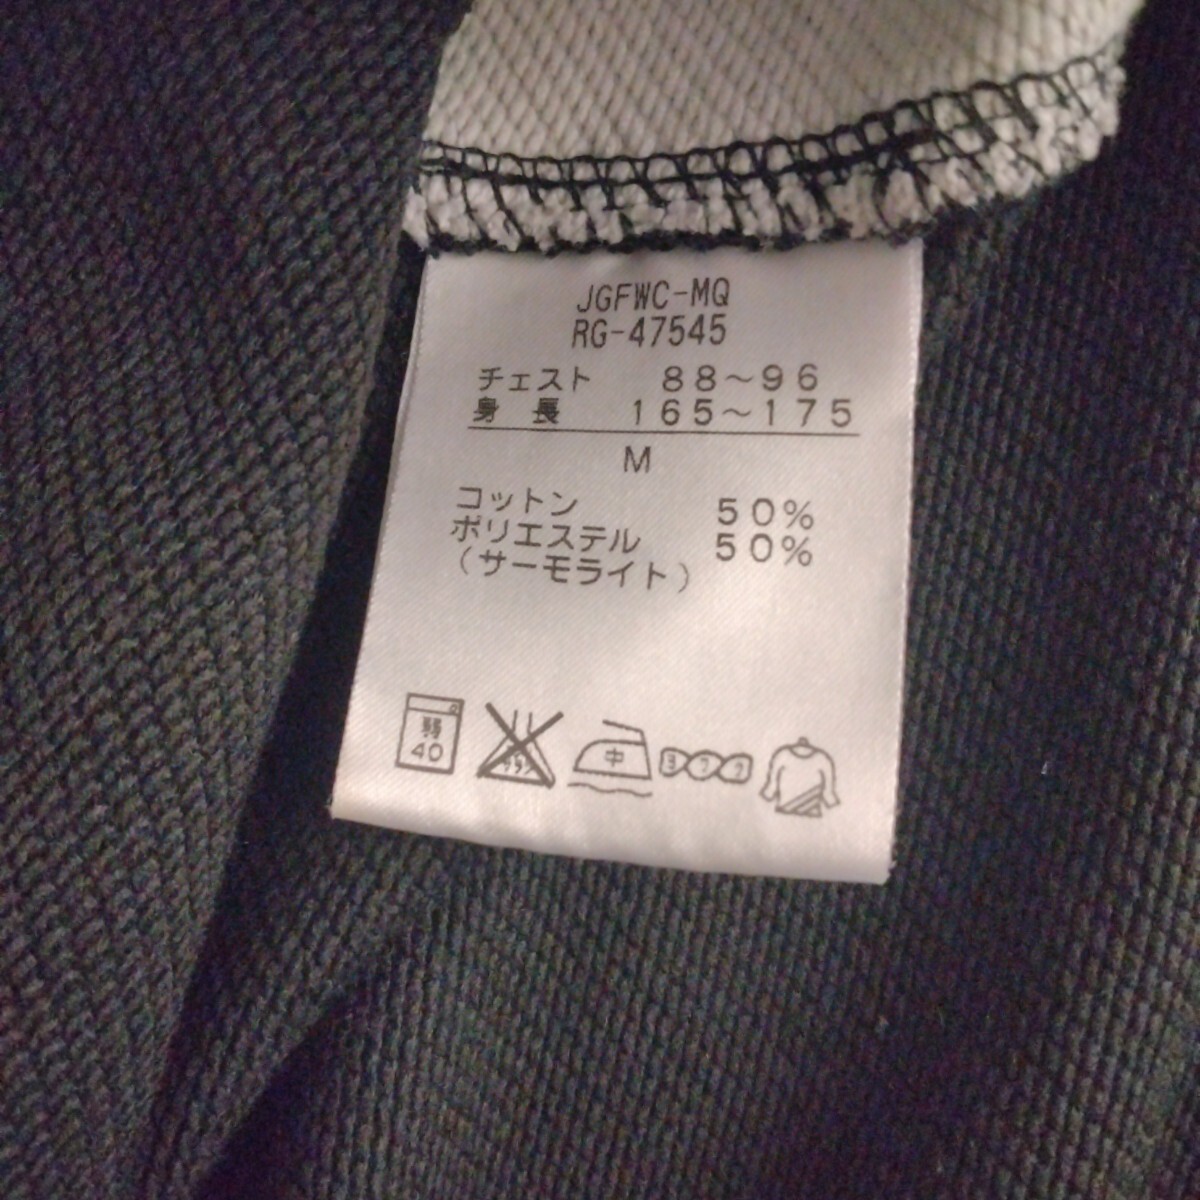 JGFWC-MQ
RG-47545
チェスト 88〜96
身長 165〜175
M
コットン 50%
ポリエステル 50%
(サーモライト)
弱
40
中